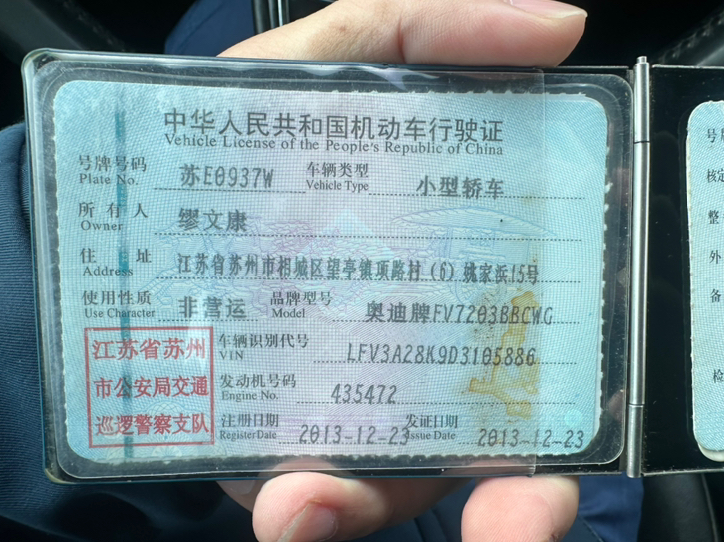 中华人民共和国机动车行驶证
Vehicle License of the People's Republic of China
号牌号码 苏E0937W 车辆类型 小型轿车
Plate No. Vehicle Type
所有人 缪文康
Owner
住址 江苏省苏州市相城区望亭镇项路村(6)姚家浜15号
Address
使用性质 非营运 品牌型号 奥迪牌FV7203BBCWG
Use Character Model
江苏省苏州
市公安局交通
巡逻警察支队
车辆识别代号 LFV3A28K9D3105886
VIN
发动机号码 435472
Engine No.
注册日期 2013-12-23 发证日期 2013-12-23
Register Date Issue Date
号牌
核定
整
外
备
检